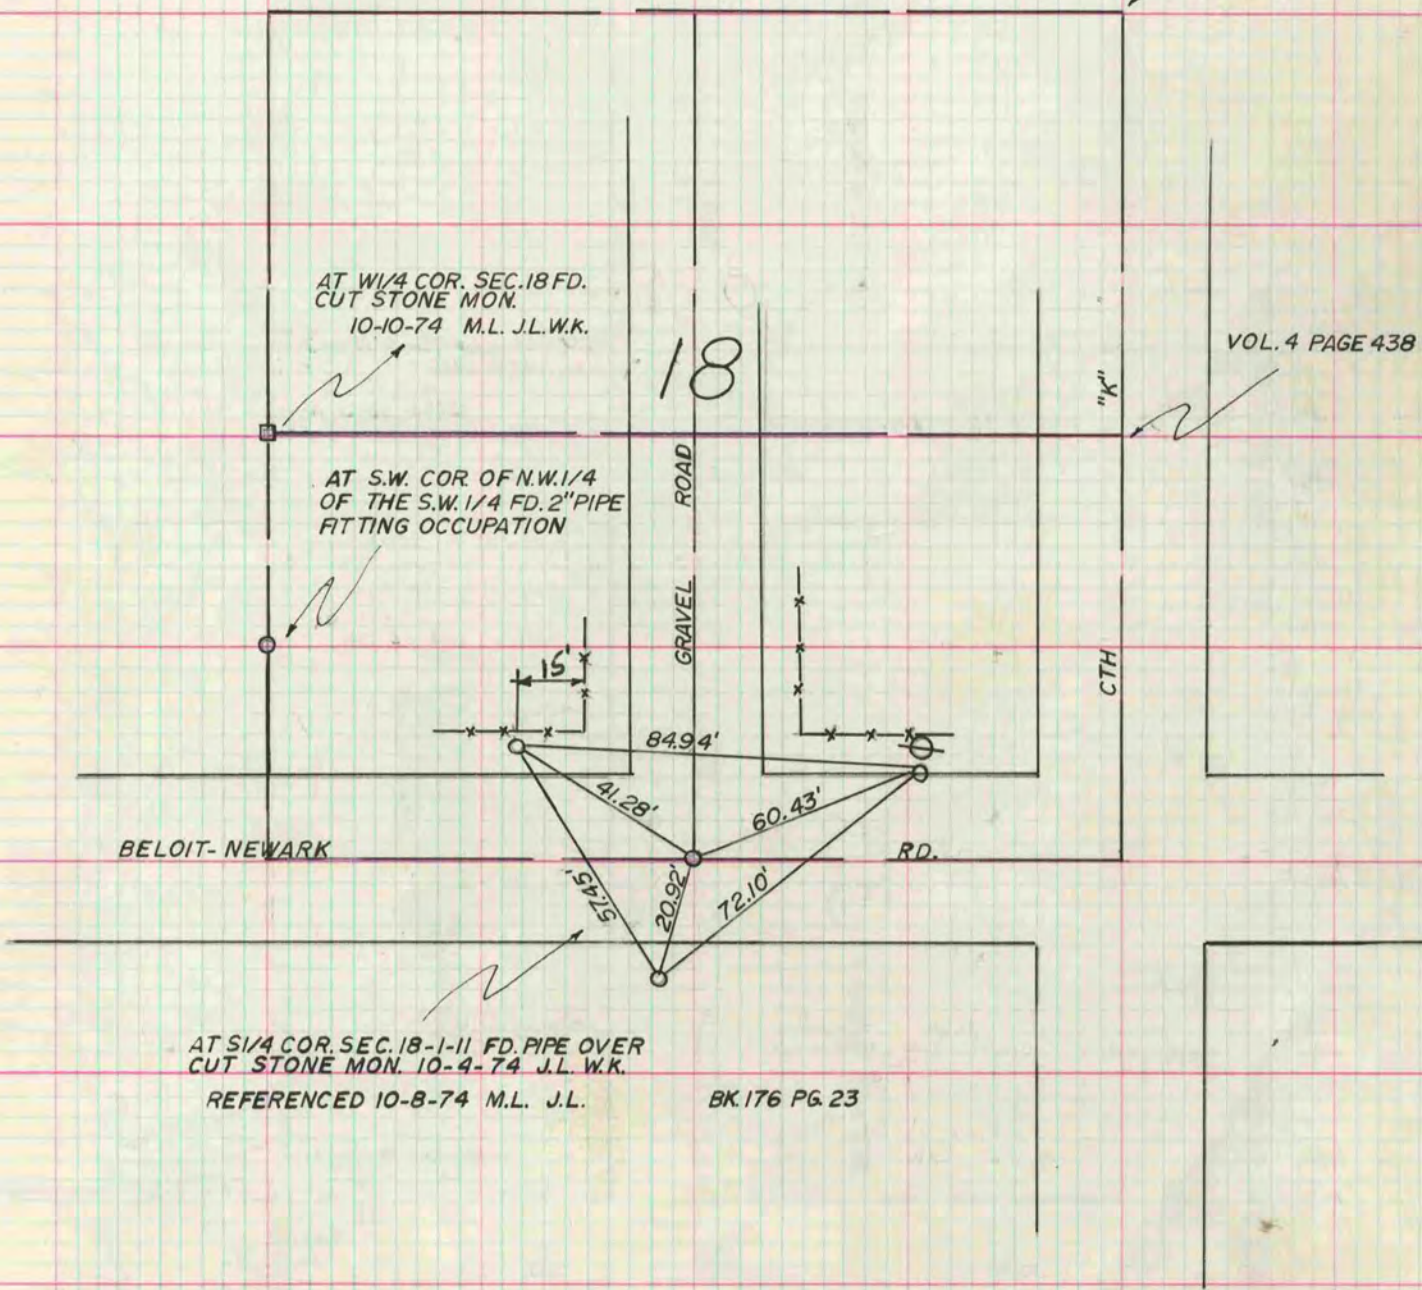 AT W1/4 COR. SEC.18 FD.
CUT STONE MON.
10-10-74 M.L. J.L.W.K.
18
"K"
VOL. 4 PAGE 438
AT S.W. COR. OF N.W.1/4
OF THE S.W. 1/4 FD. 2" PIPE
FITTING OCCUPATION
GRAVEL ROAD
CTH
15'
84.94'
41.28'
60.43'
BELOIT-NEWARK RD.
57.45'
20.92'
72.10'
AT S1/4 COR. SEC. 18-1-11 FD. PIPE OVER
CUT STONE MON. 10-4-74 J.L. W.K.
REFERENCED 10-8-74 M.L. J.L.
BK. 176 PG. 23